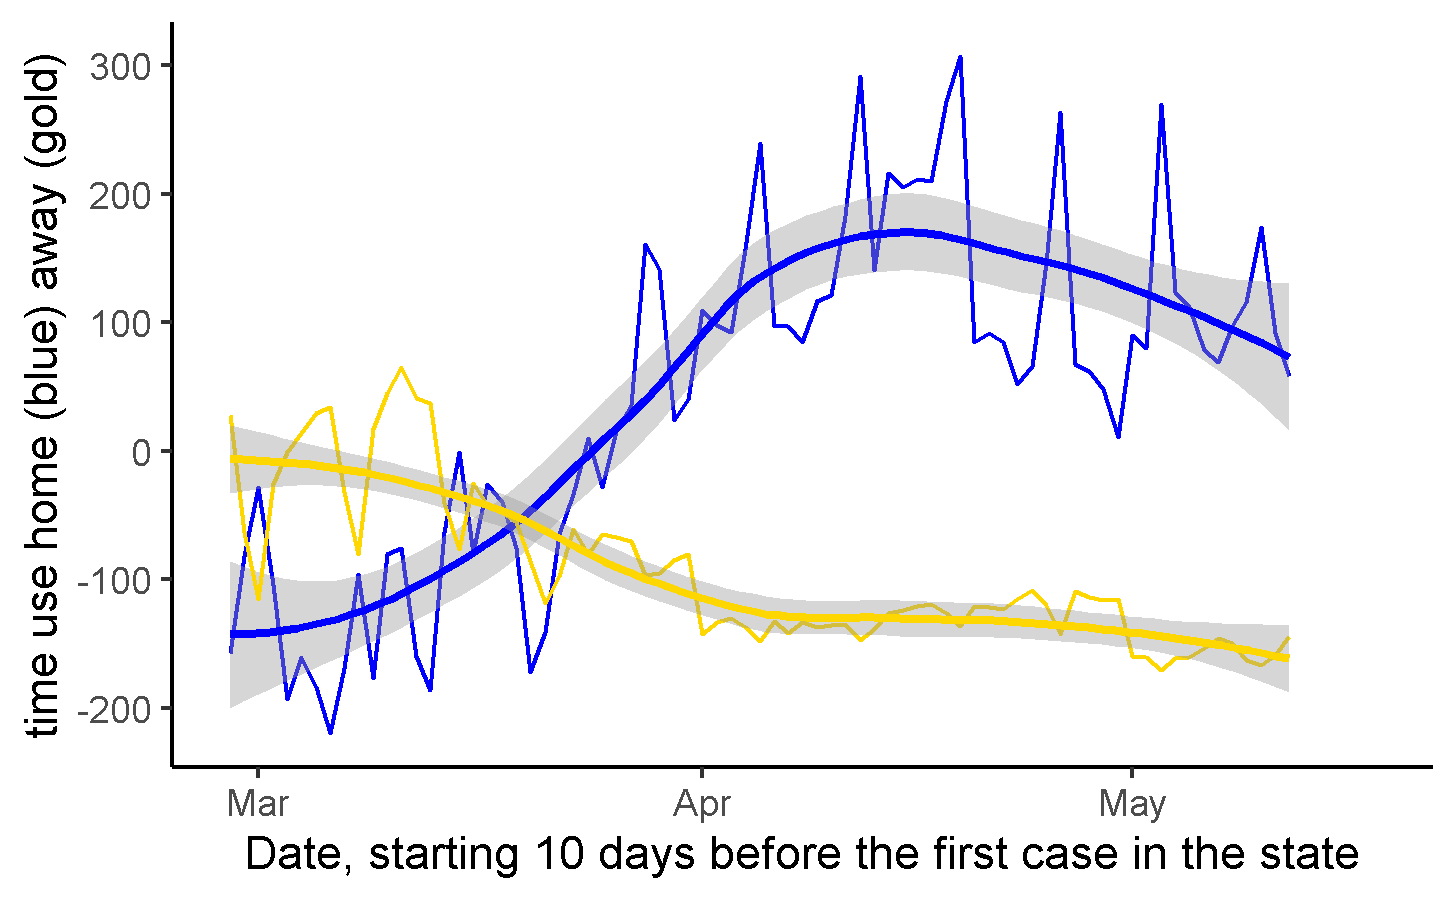 time use home (blue) away (gold)
300
200
100
0
-100
-200
Mar
Apr
May
Date, starting 10 days before the first case in the state